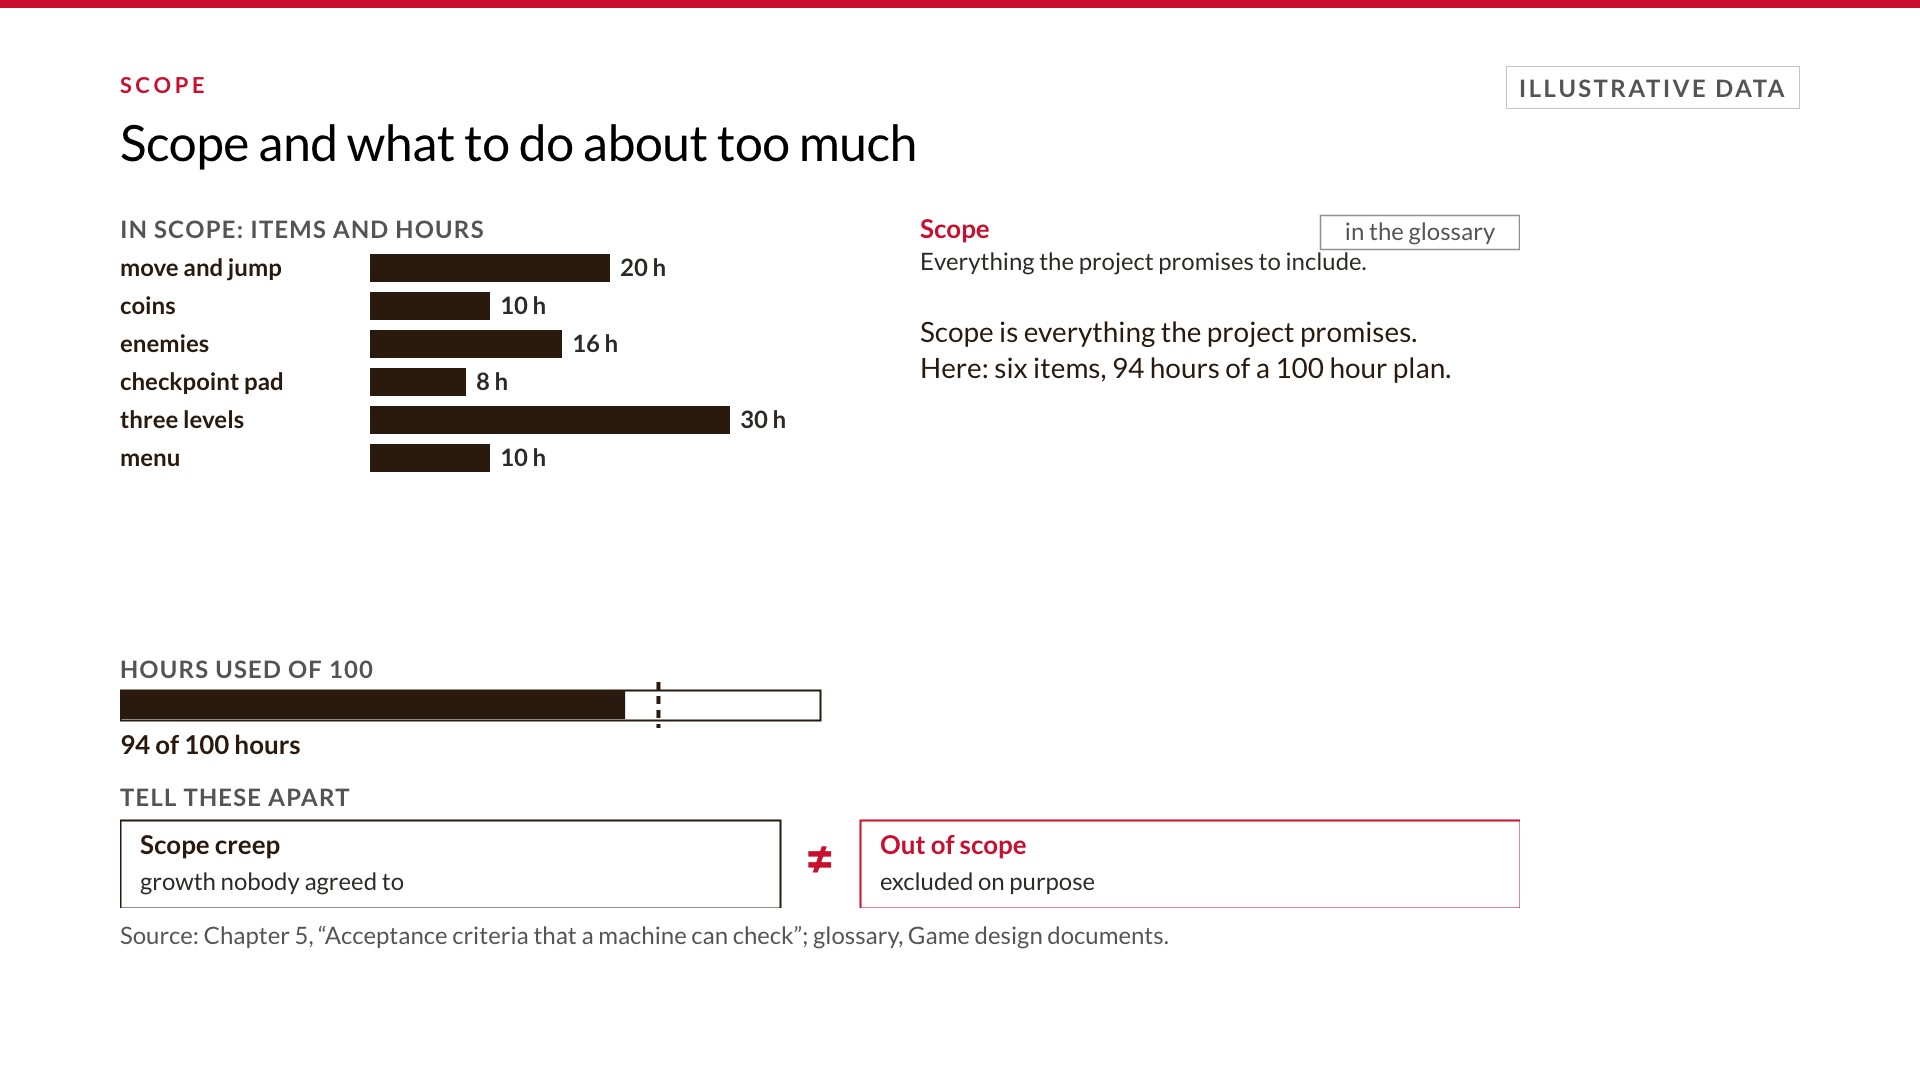 SCOPE
ILLUSTRATIVE DATA
Scope and what to do about too much
IN SCOPE: ITEMS AND HOURS
move and jump 20 h
coins 10 h
enemies 16 h
checkpoint pad 8 h
three levels 30 h
menu 10 h
Scope
in the glossary
Everything the project promises to include.
Scope is everything the project promises.
Here: six items, 94 hours of a 100 hour plan.
HOURS USED OF 100
94 of 100 hours
TELL THESE APART
Scope creep
growth nobody agreed to
≠
Out of scope
excluded on purpose
Source: Chapter 5, “Acceptance criteria that a machine can check”; glossary, Game design documents.